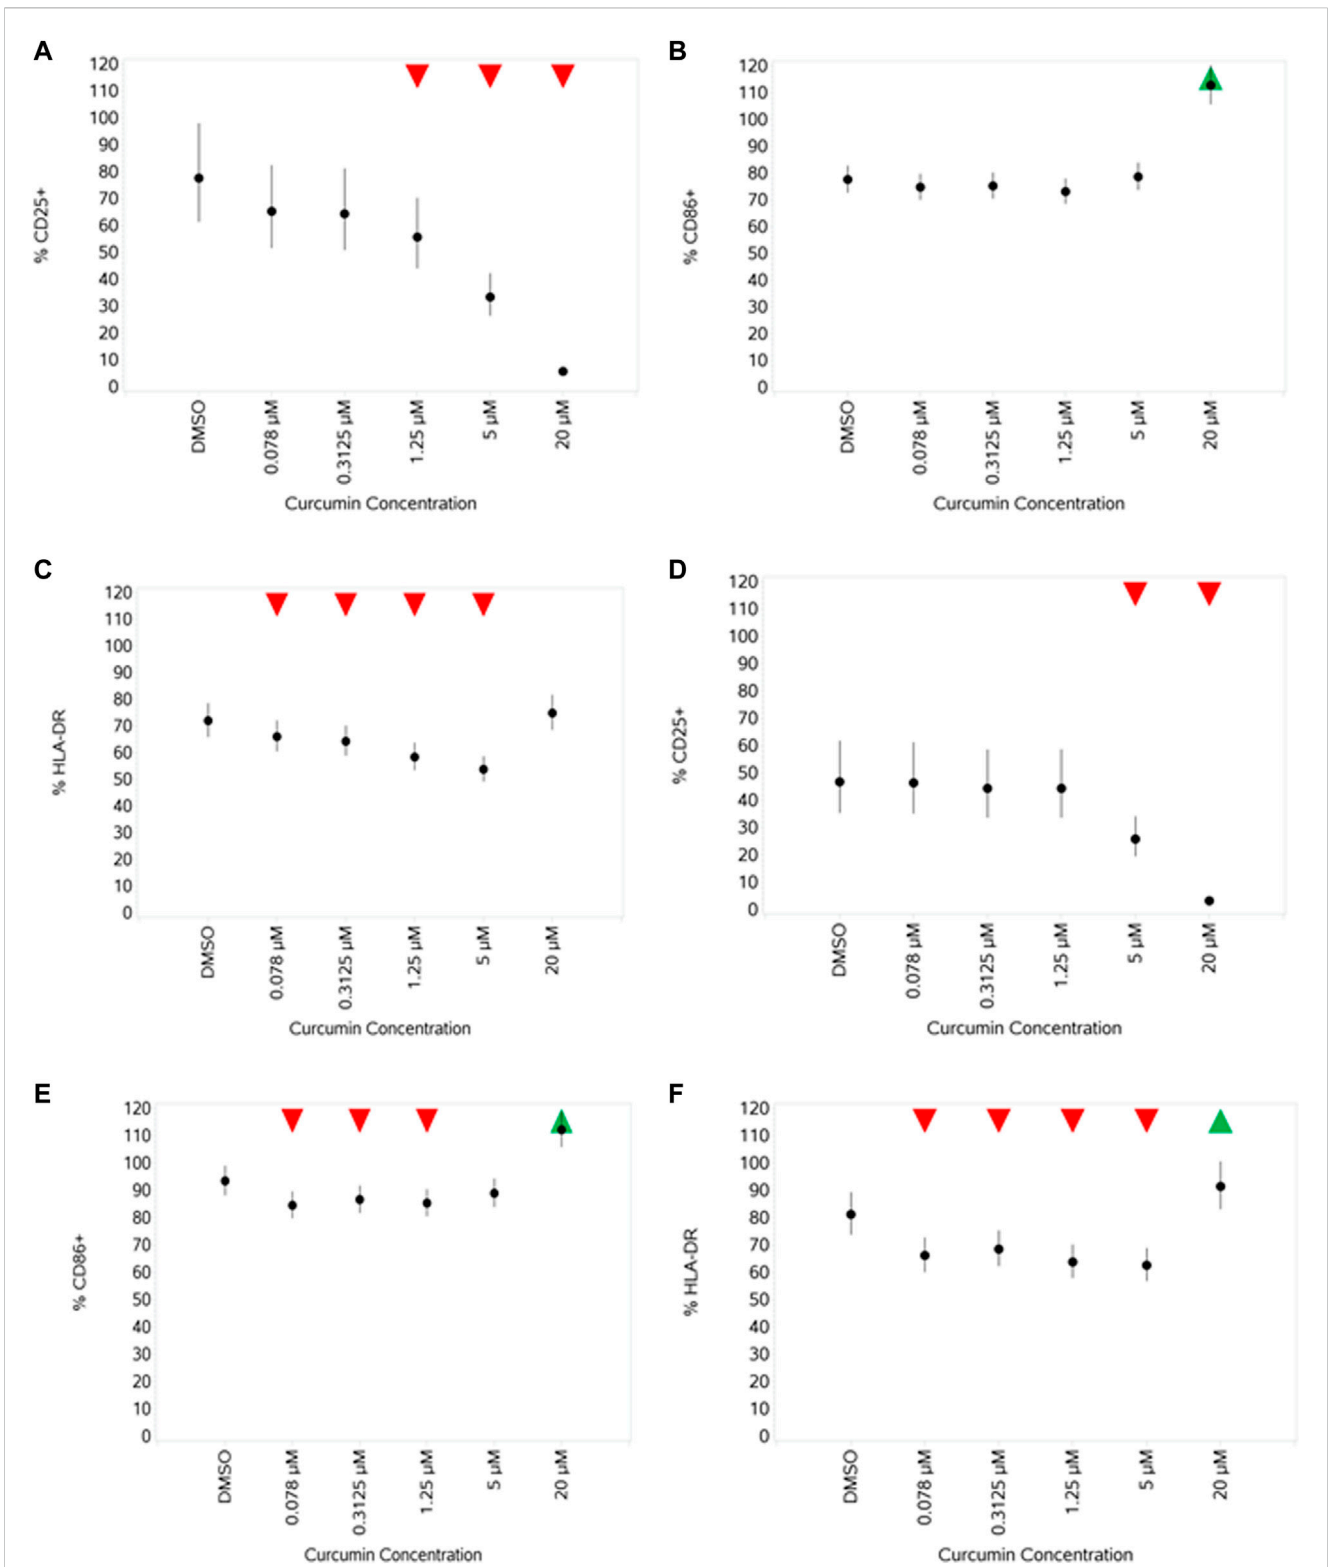 A
120
110
100
90
80
70
60
50
40
30
20
10
0
% CD25+
DMSO
0.078 µM
0.3125 µM
1.25 µM
5 µM
20 µM
Curcumin Concentration
B
120
110
100
90
80
70
60
50
40
30
20
10
0
% CD86+
DMSO
0.078 µM
0.3125 µM
1.25 µM
5 µM
20 µM
Curcumin Concentration
C
120
110
100
90
80
70
60
50
40
30
20
10
0
% HLA-DR
DMSO
0.078 µM
0.3125 µM
1.25 µM
5 µM
20 µM
Curcumin Concentration
D
120
110
100
90
80
70
60
50
40
30
20
10
0
% CD25+
DMSO
0.078 µM
0.3125 µM
1.25 µM
5 µM
20 µM
Curcumin Concentration
E
120
110
100
90
80
70
60
50
40
30
20
10
0
% CD86+
DMSO
0.078 µM
0.3125 µM
1.25 µM
5 µM
20 µM
Curcumin Concentration
F
120
110
100
90
80
70
60
50
40
30
20
10
0
% HLA-DR
DMSO
0.078 µM
0.3125 µM
1.25 µM
5 µM
20 µM
Curcumin Concentration